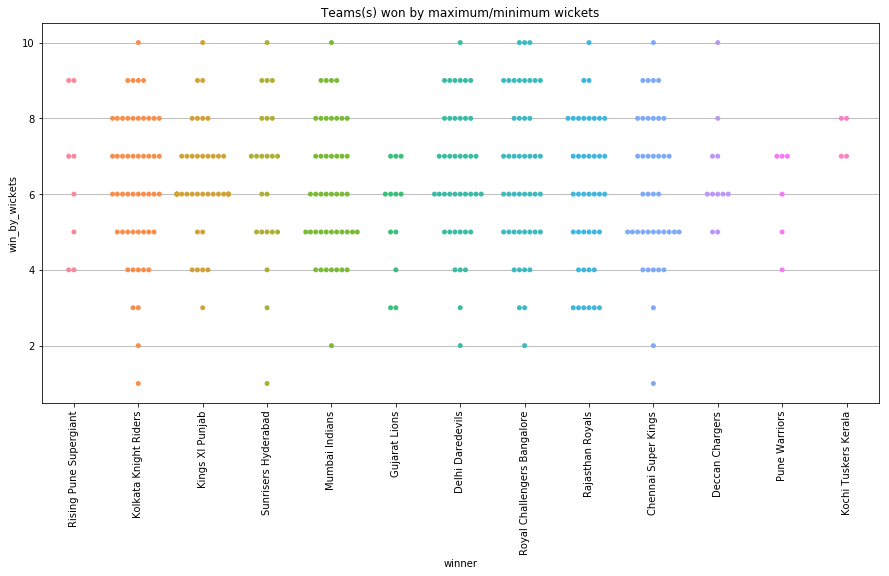 Teams(s) won by maximum/minimum wickets
win_by_wickets
10
8
6
4
2
Rising Pune Supergiant
Kolkata Knight Riders
Kings XI Punjab
Sunrisers Hyderabad
Mumbai Indians
Gujarat Lions
Delhi Daredevils
Royal Challengers Bangalore
Rajasthan Royals
Chennai Super Kings
Deccan Chargers
Pune Warriors
Kochi Tuskers Kerala
winner